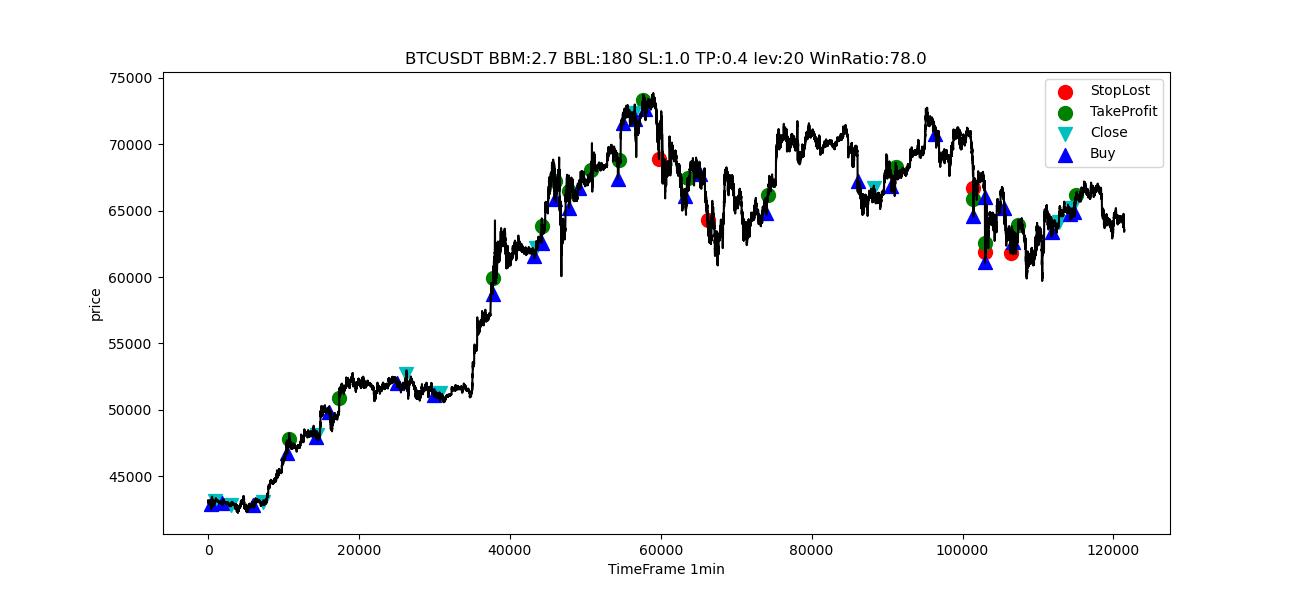 BTCUSDT BBM:2.7 BBL:180 SL:1.0 TP:0.4 lev:20 WinRatio:78.0
75000
70000
65000
60000
55000
50000
45000
price
StopLost
TakeProfit
Close
Buy
0 20000 40000 60000 80000 100000 120000
TimeFrame 1min